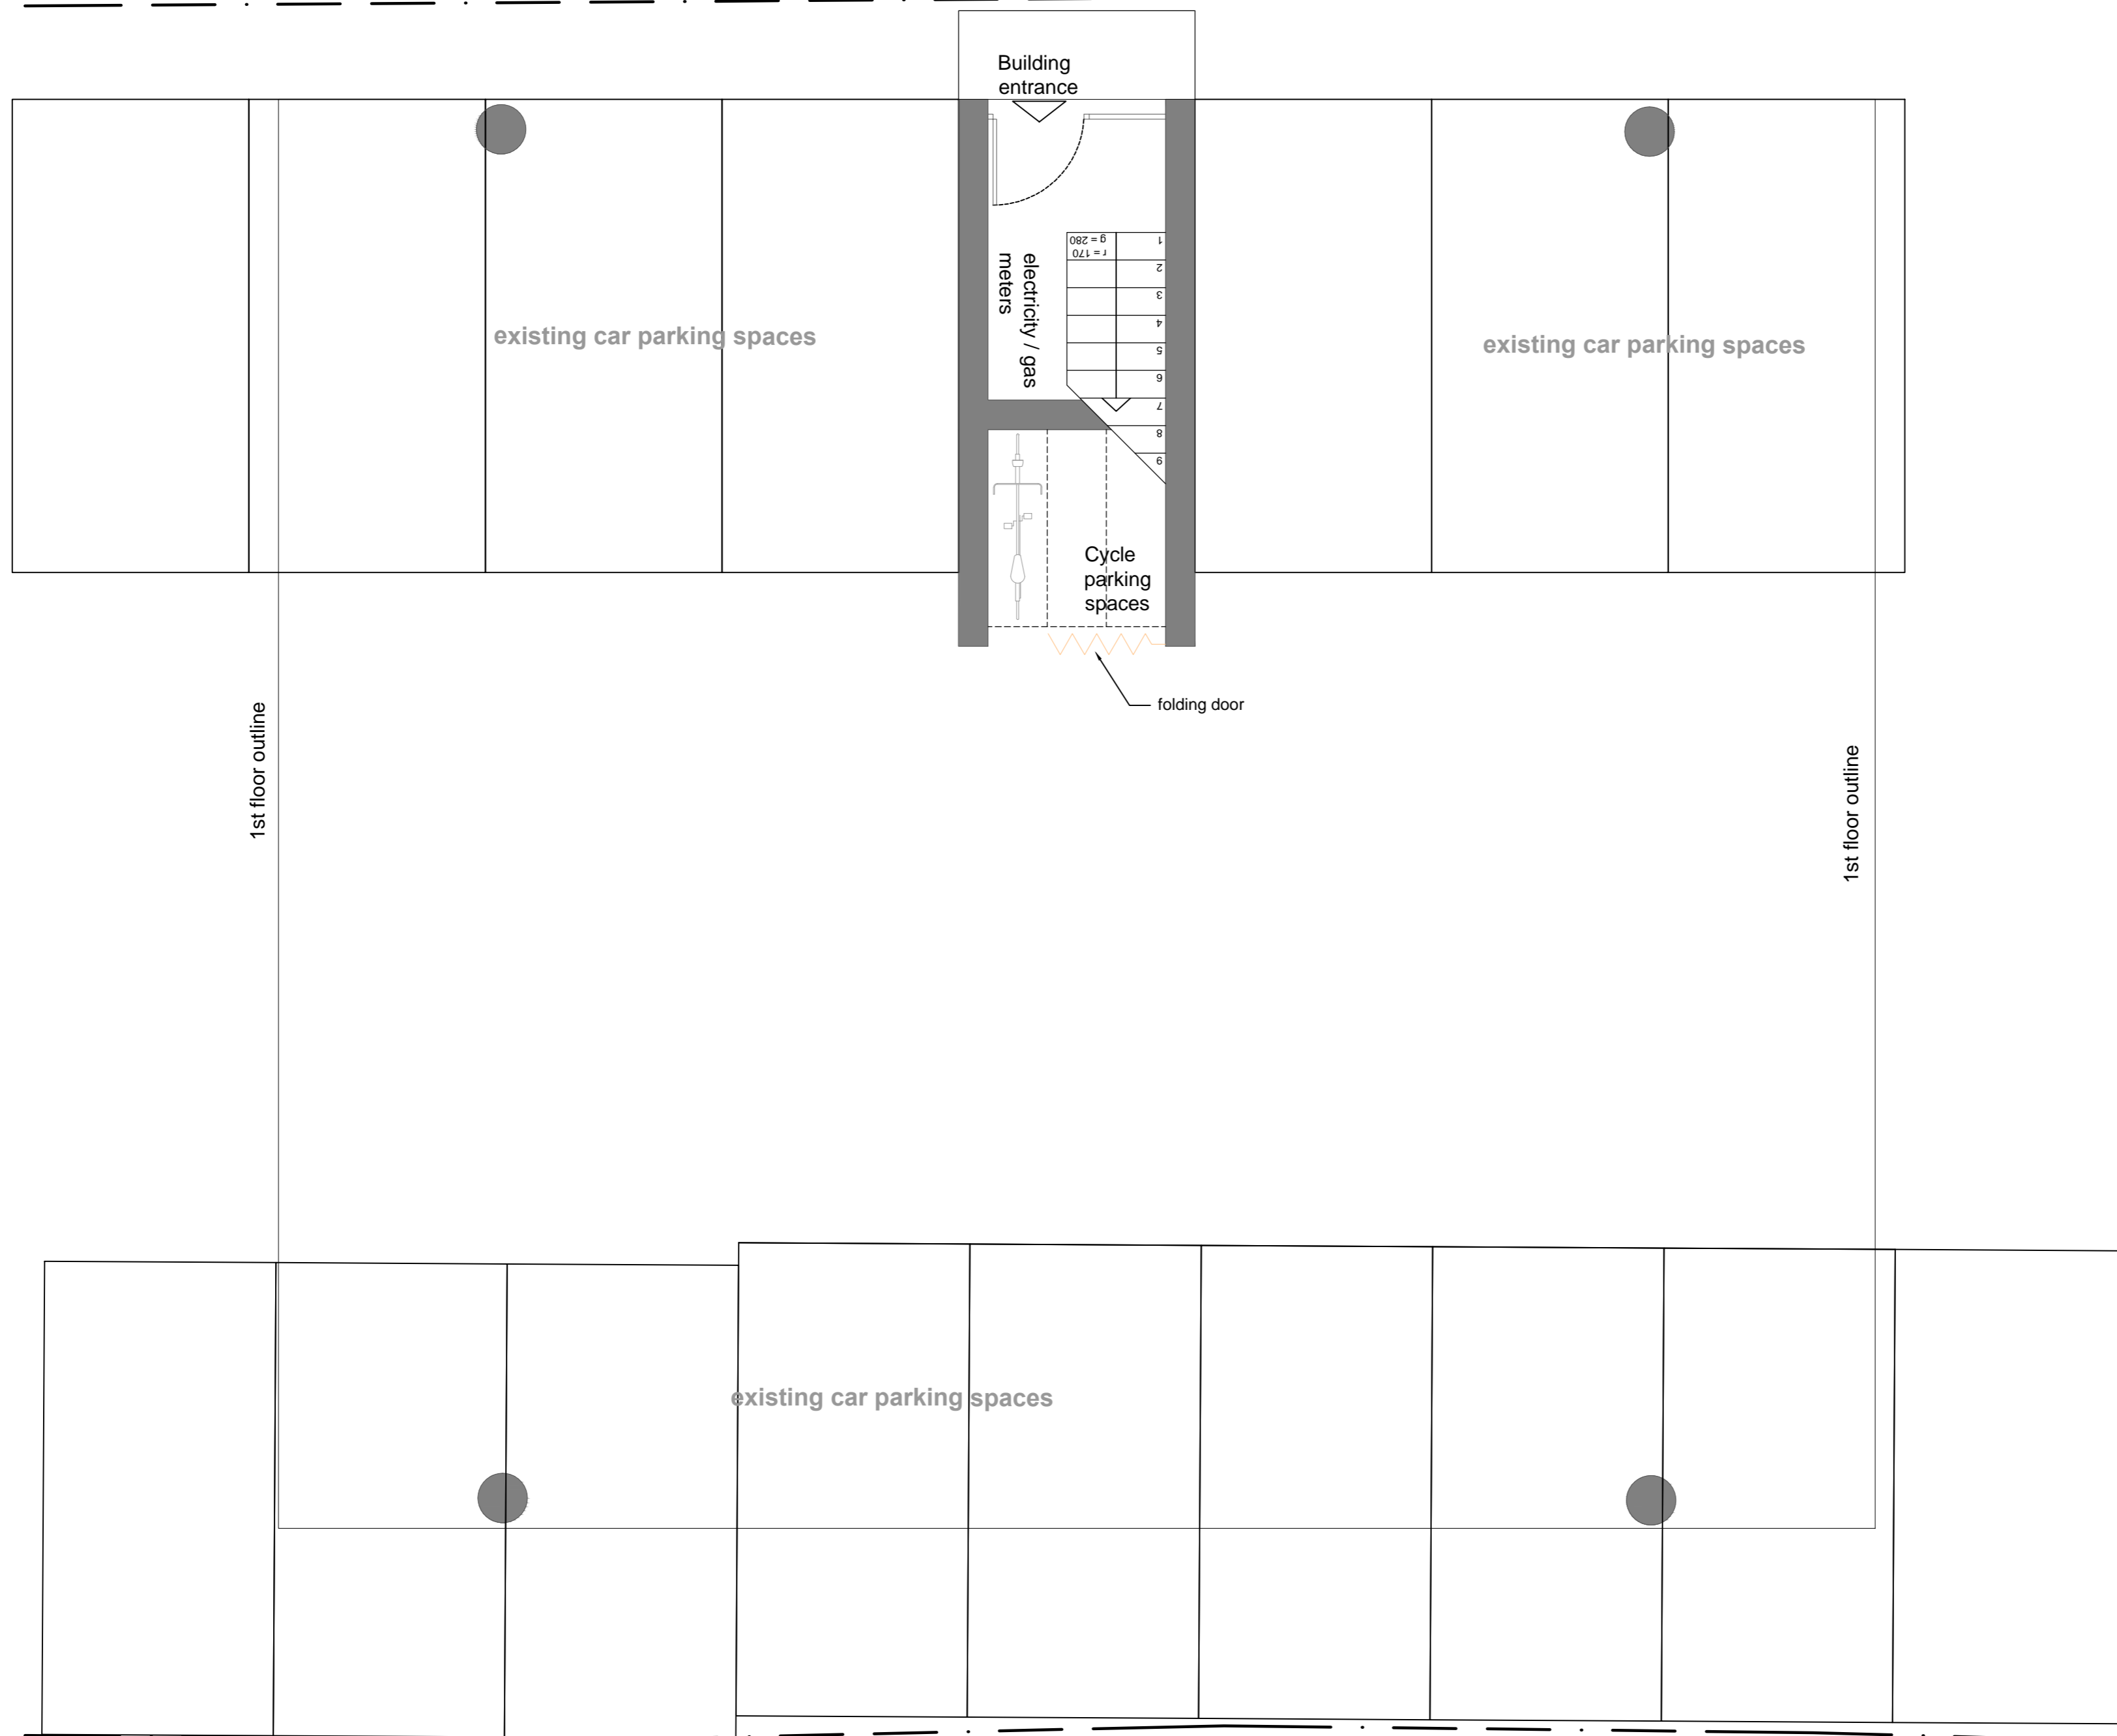 Building
entrance
r = 170
g = 280
1
2
3
4
5
6
7
8
9
electricity / gas
meters
existing car parking spaces
existing car parking spaces
Cycle
parking
spaces
folding door
1st floor outline
1st floor outline
existing car parking spaces